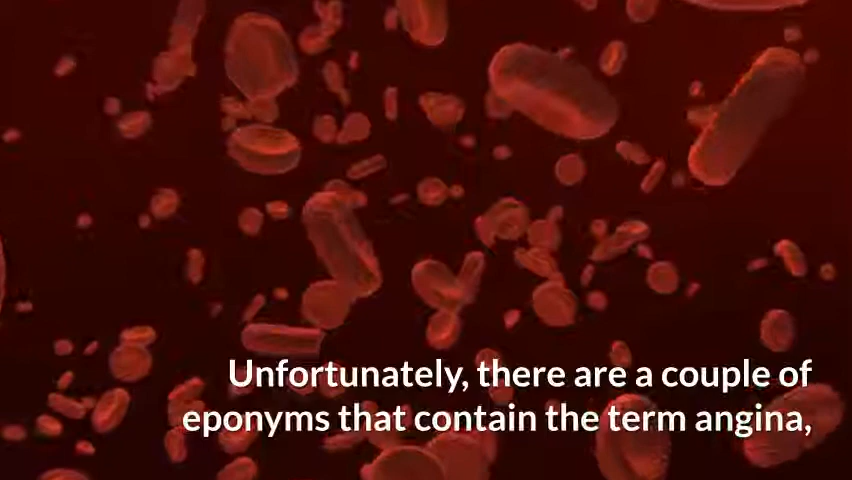 Unfortunately, there are a couple of
eponyms that contain the term angina,